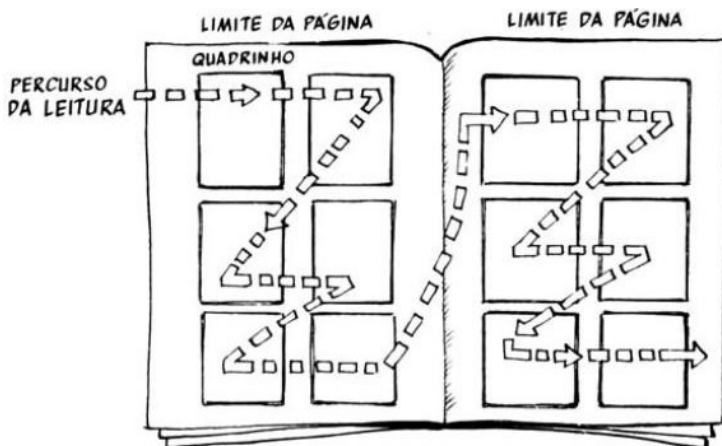 LIMITE DA PÁGINA
LIMITE DA PÁGINA
QUADRINHO
PERCURSO
DA LEITURA